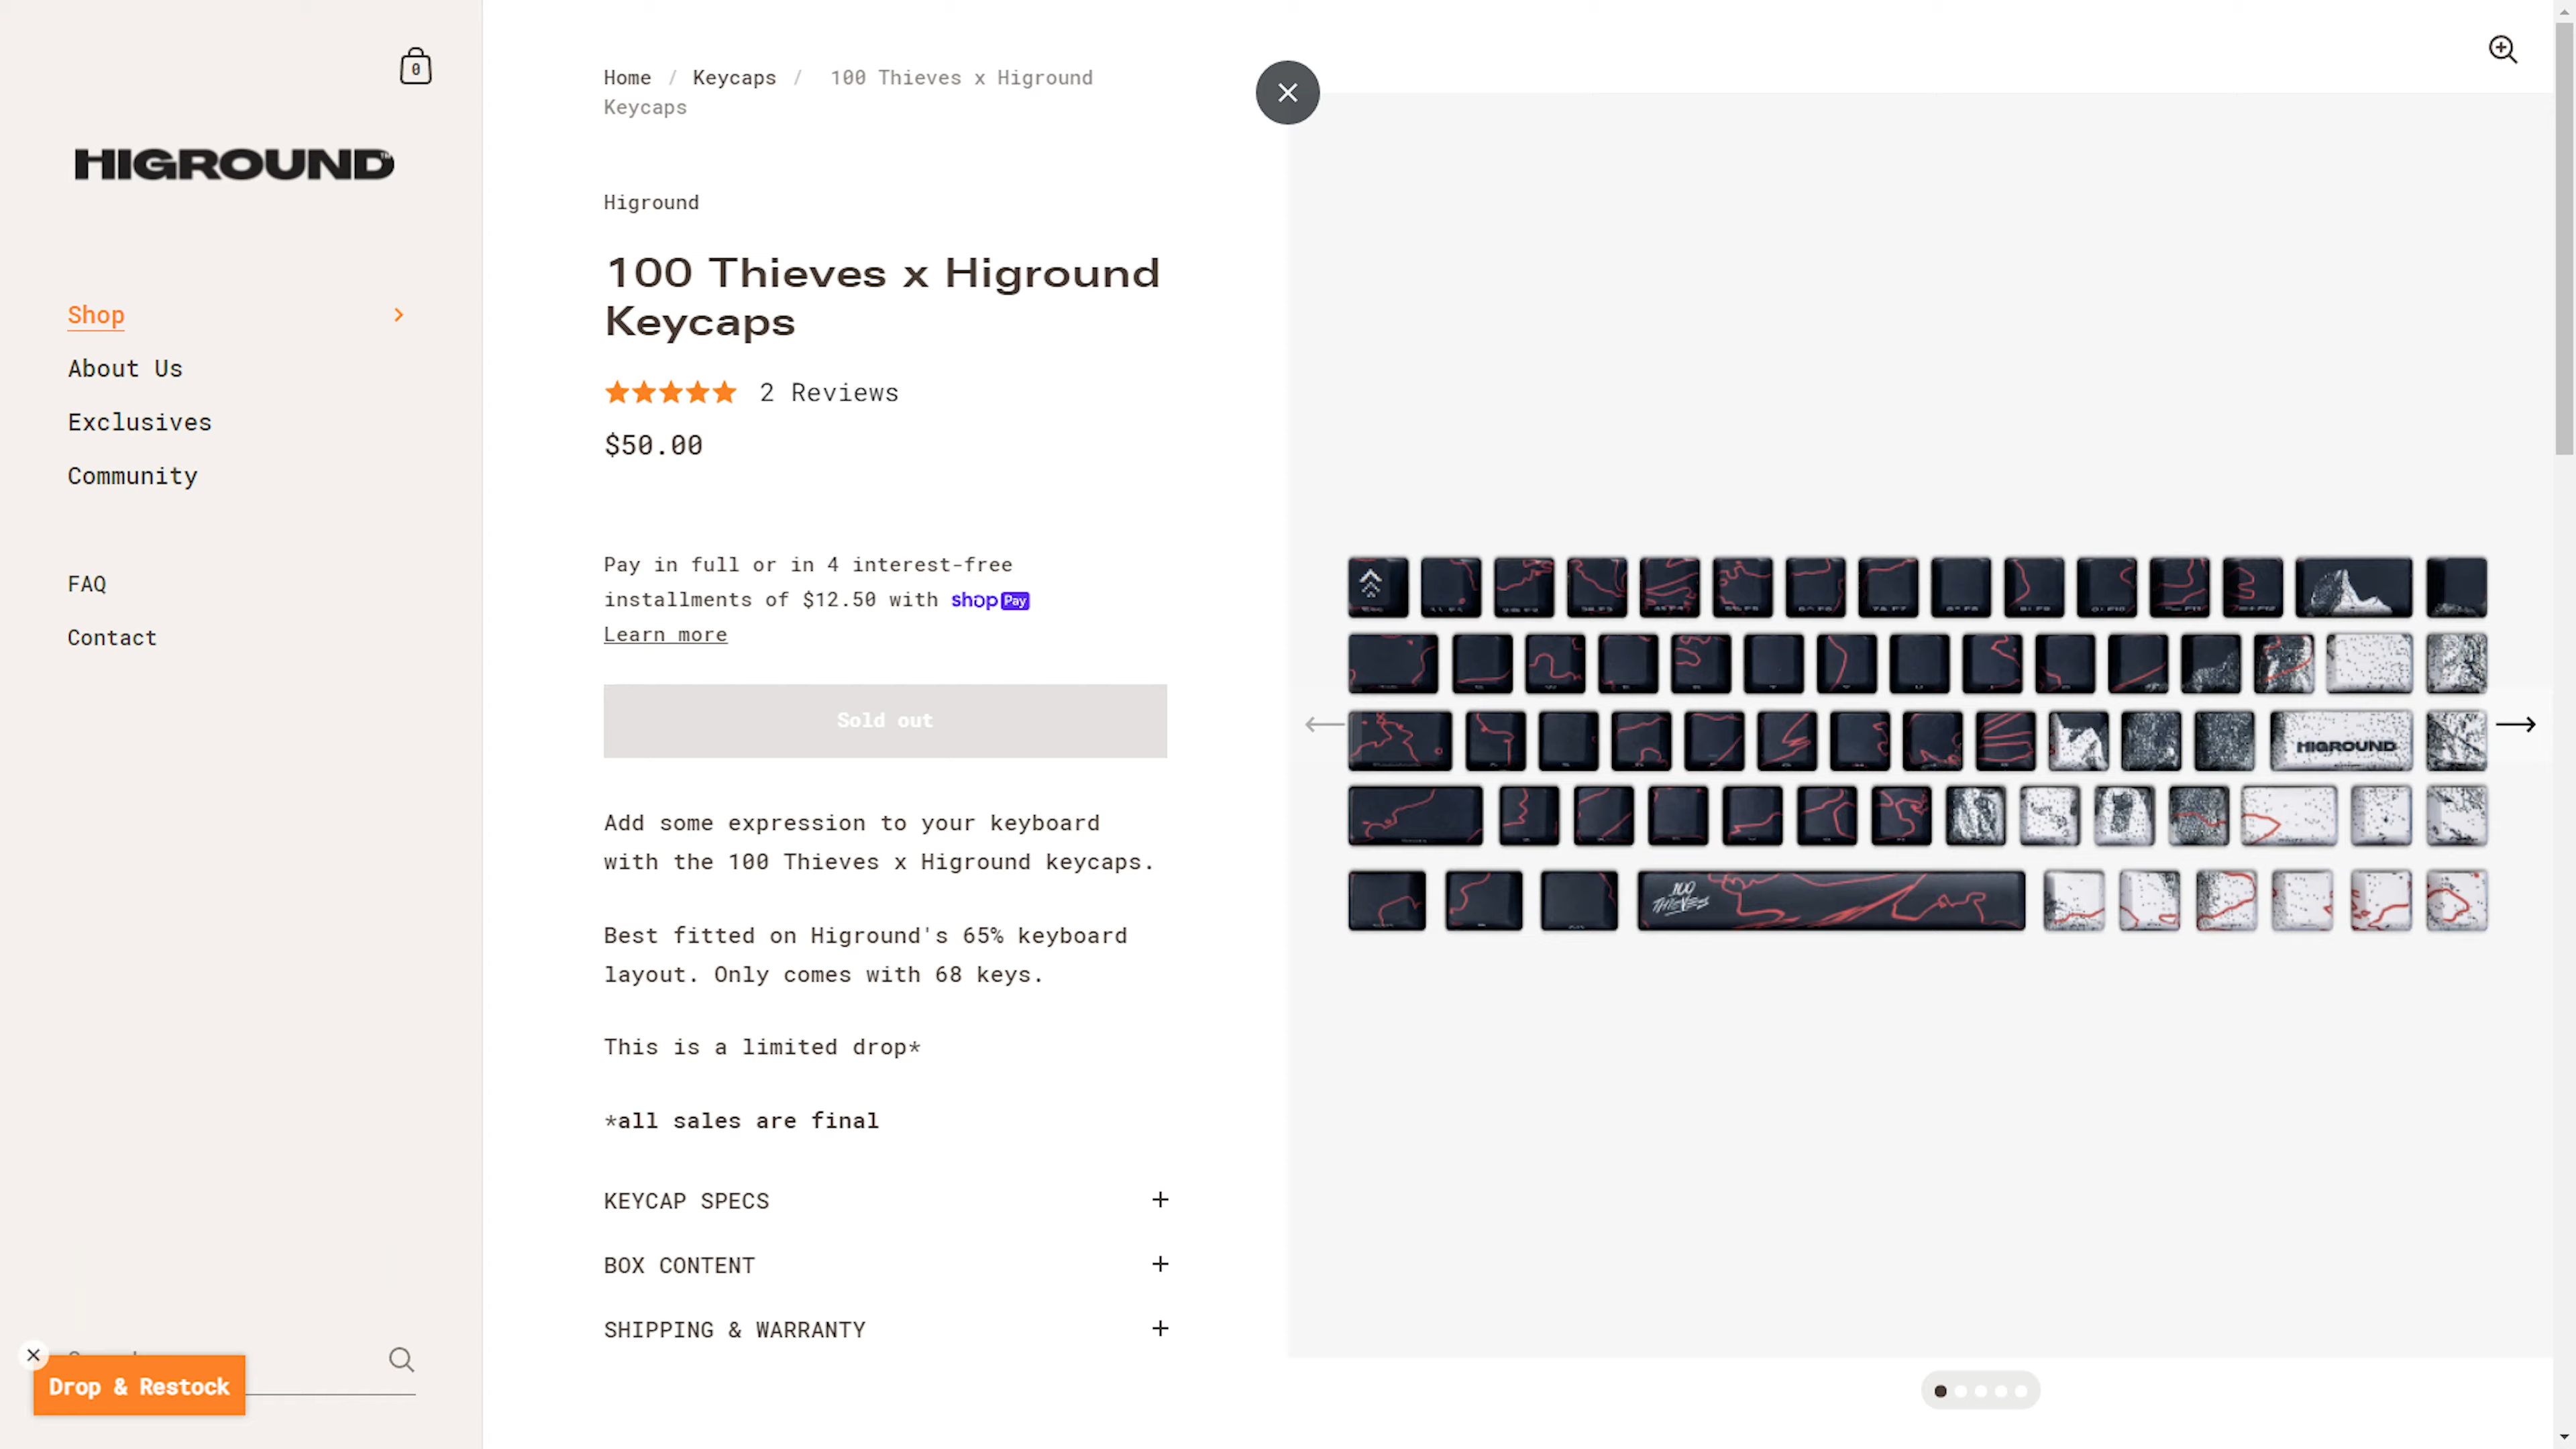 0
HIGROUND™
Shop
About Us
Exclusives
Community
FAQ
Contact
Drop & Restock
Home / Keycaps / 100 Thieves x Higround
Keycaps
Higround
100 Thieves x Higround
Keycaps
2 Reviews
$50.00
Pay in full or in 4 interest-free
installments of $12.50 with shop Pay
Learn more
Sold out
Add some expression to your keyboard
with the 100 Thieves x Higround keycaps.
Best fitted on Higround's 65% keyboard
layout. Only comes with 68 keys.
This is a limited drop*
*all sales are final
KEYCAP SPECS
BOX CONTENT
SHIPPING & WARRANTY
HIGROUND
100
THIEVES